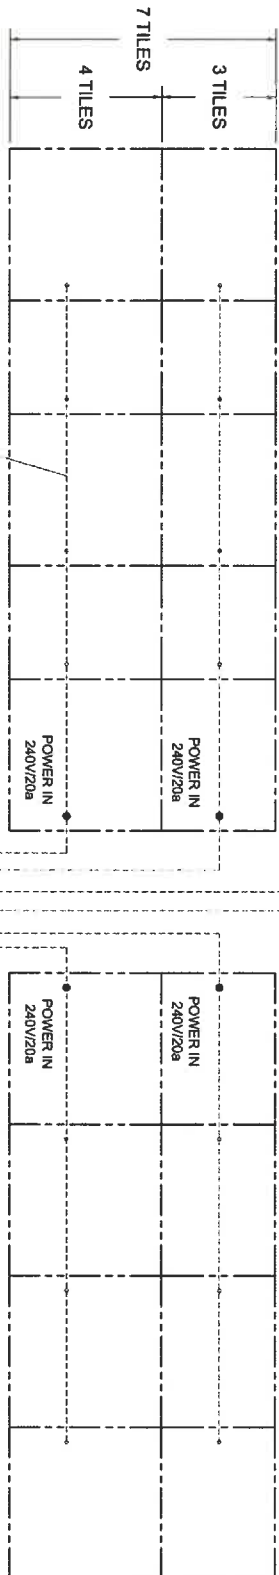 7 TILES
3 TILES
4 TILES
POWER IN
240V/20a
POWER IN
240V/20a
POWER IN
240V/20a
POWER IN
240V/20a